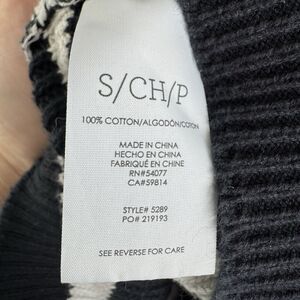 S/CH/P
100% COTTON/ALGODÓN/COTON
MADE IN CHINA
HECHO EN CHINA
FABRIQUÉ EN CHINE
RN#54077
CA#59814
STYLE# 5289
PO# 219193
SEE REVERSE FOR CARE